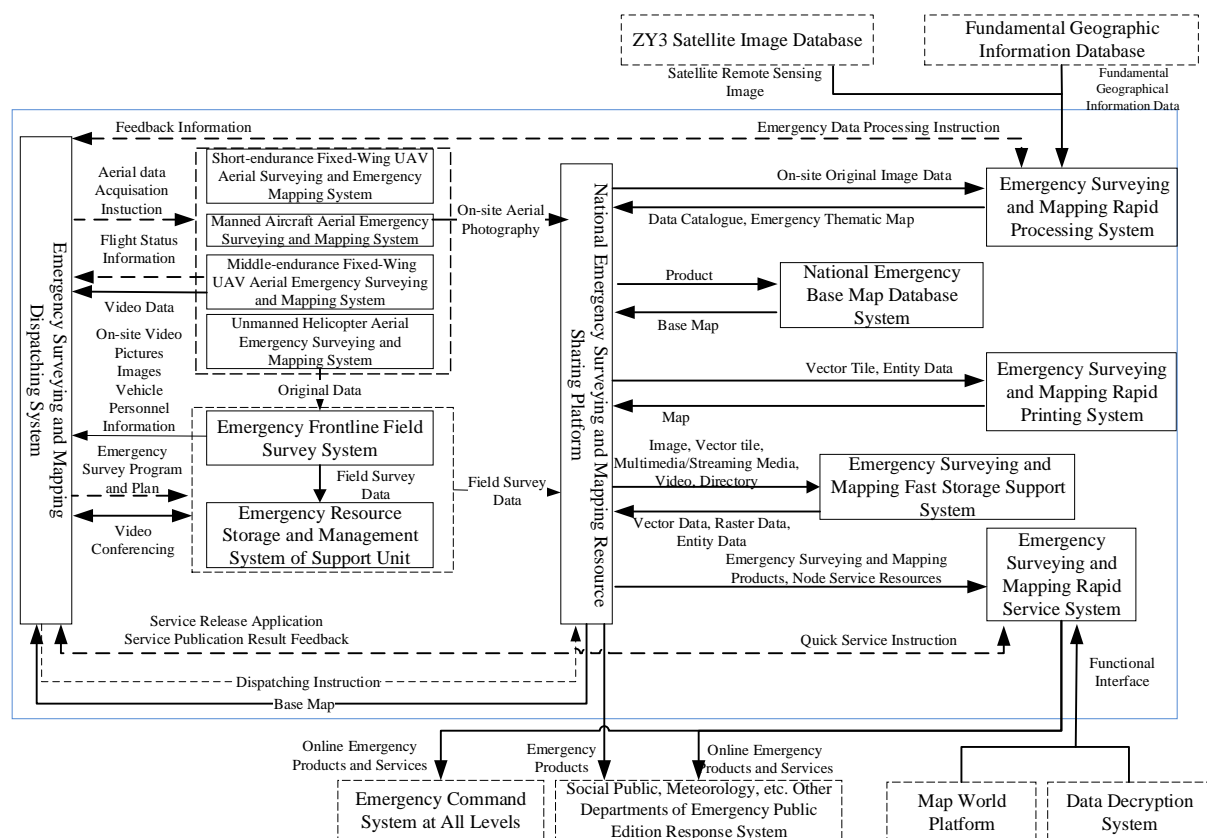 ZY3 Satellite Image Database
Fundamental Geographic
Information Database
Satellite Remote Sensing
Image
Fundamental
Geographical
Information Data
Feedback Information
Emergency Data Processing Instruction
Emergency Surveying and Mapping
Dispatching System
Aerial data
Acquisation
Instuction
Flight Status
Information
Video Data
On-site Video
Pictures
Images
Vehicle
Personnel
Information
Emergency
Survey Program
and Plan
Video
Conferencing
Short-endurance Fixed-Wing UAV
Aerial Surveying and Emergency
Mapping System
Manned Aircraft Aerial Emergency
Surveying and Mapping System
Middle-endurance Fixed-Wing
UAV Aerial Emergency Surveying
and Mapping System
Unmanned Helicopter Aerial
Emergency Surveying and
Mapping System
Original Data
Emergency Frontline Field
Survey System
Field Survey
Data
Emergency Resource
Storage and Management
System of Support Unit
On-site Aerial
Photography
Field Survey
Data
National Emergency Surveying and Mapping Resource
Sharing Platform
On-site Original Image Data
Data Catalogue, Emergency Thematic Map
Emergency Surveying
and Mapping Rapid
Processing System
Product
Base Map
National Emergency
Base Map Database
System
Vector Tile, Entity Data
Map
Emergency Surveying
and Mapping Rapid
Printing System
Image, Vector tile,
Multimedia/Streaming Media,
Video, Directory
Vector Data, Raster Data,
Entity Data
Emergency Surveying and
Mapping Fast Storage Support
System
Emergency Surveying and Mapping
Products, Node Service Resources
Emergency
Surveying and
Mapping Rapid
Service System
Service Release Application
Service Publication Result Feedback
Quick Service Instruction
Dispatching Instruction
Base Map
Functional
Interface
Online Emergency
Products and Services
Emergency
Products
Online Emergency
Products and Services
Emergency Command
System at All Levels
Social Public, Meteorology, etc. Other
Departments of Emergency Public
Edition Response System
Map World
Platform
Data Decryption
System